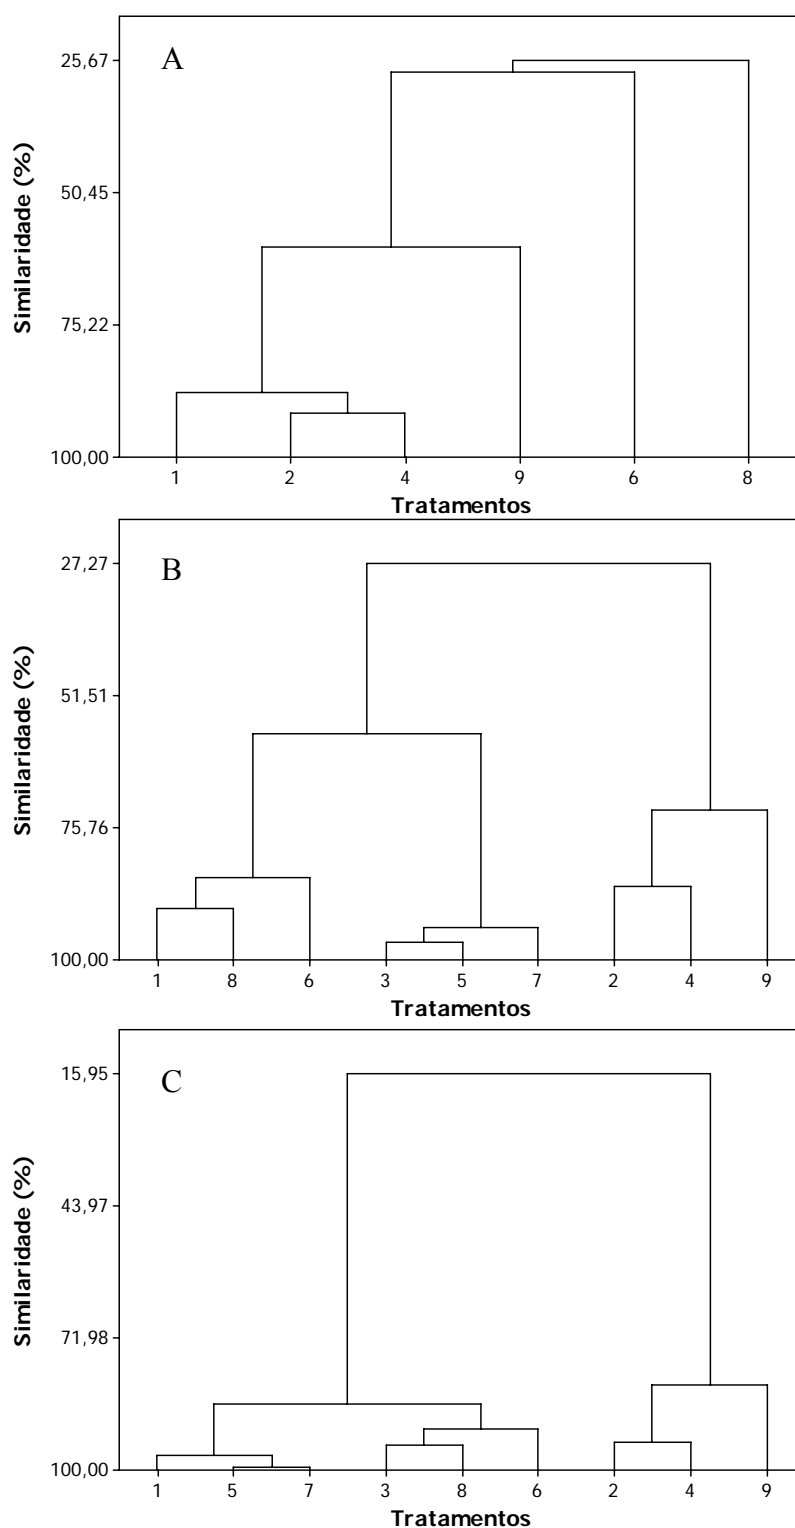 A
25,67
50,45
75,22
100,00
Similaridade (%)
1 2 4 9 6 8
Tratamentos
B
27,27
51,51
75,76
100,00
Similaridade (%)
1 8 6 3 5 7 2 4 9
Tratamentos
C
15,95
43,97
71,98
100,00
Similaridade (%)
1 5 7 3 8 6 2 4 9
Tratamentos